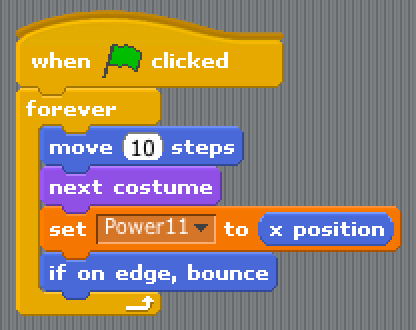 when clicked
forever
move 10 steps
next costume
set Power11 to x position
if on edge, bounce